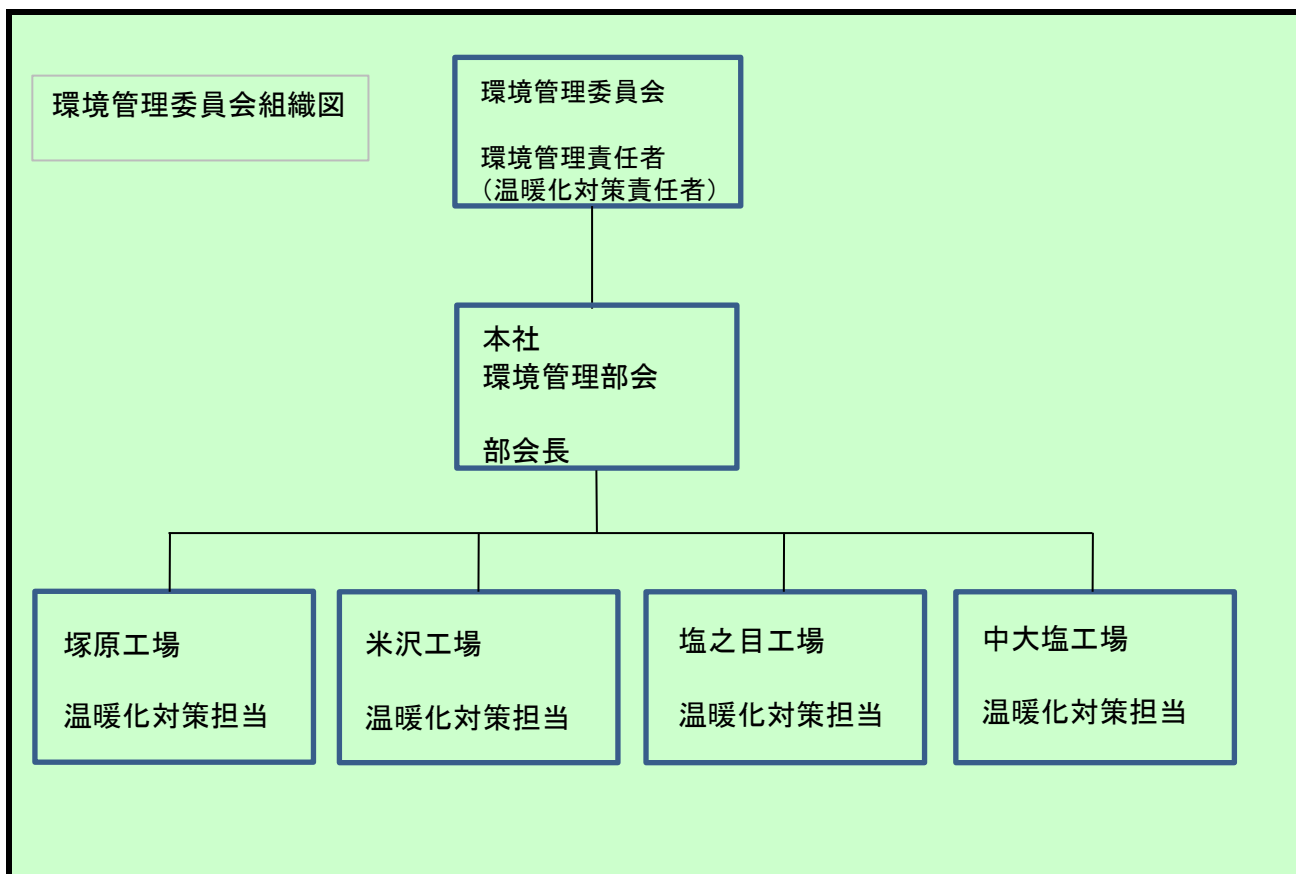 環境管理委員会組織図
環境管理委員会
環境管理責任者
（温暖化対策責任者）
本社
環境管理部会
部会長
塚原工場
温暖化対策担当
米沢工場
温暖化対策担当
塩之目工場
温暖化対策担当
中大塩工場
温暖化対策担当